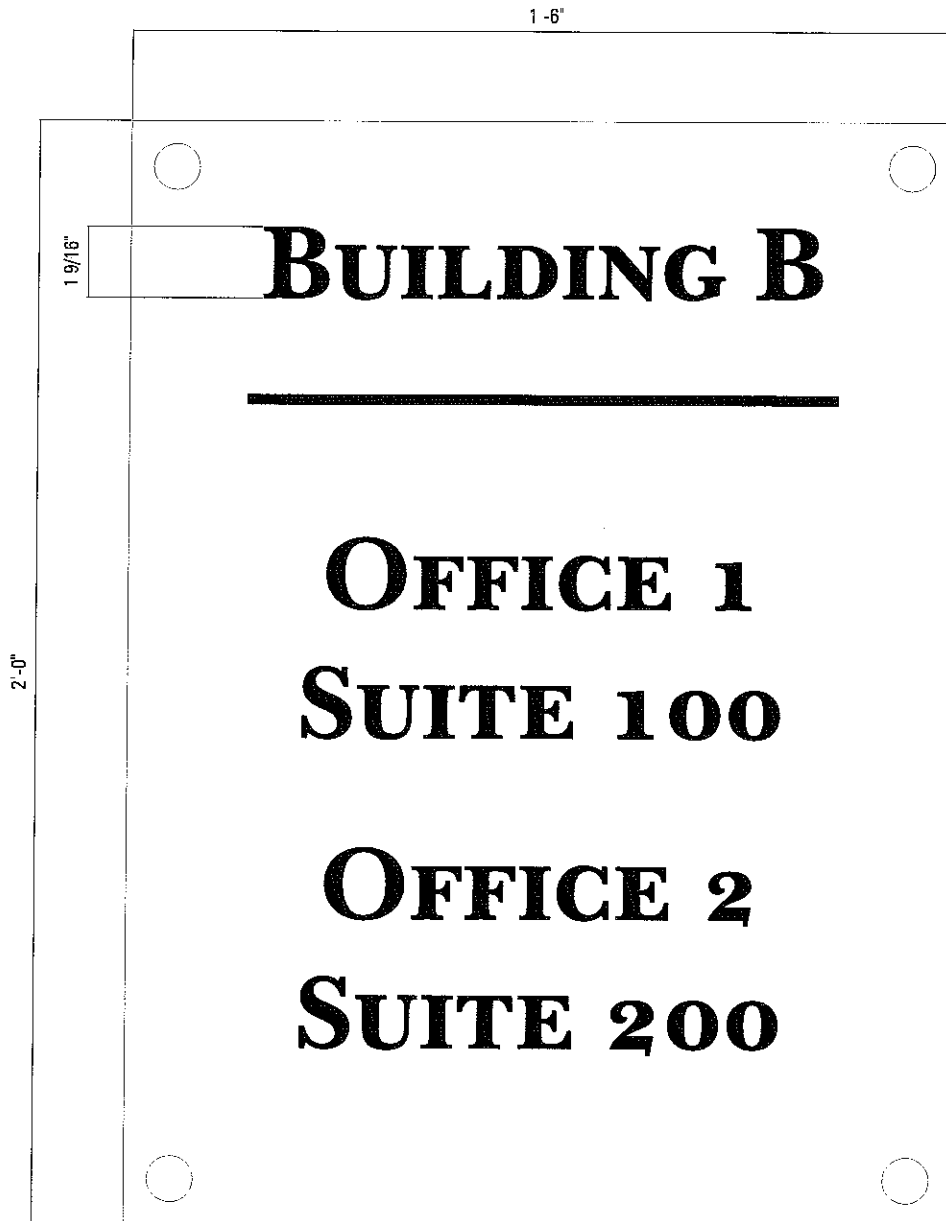 1 -6"
1 9/16"
BUILDING B
OFFICE 1
SUITE 100
2'-0"
OFFICE 2
SUITE 200